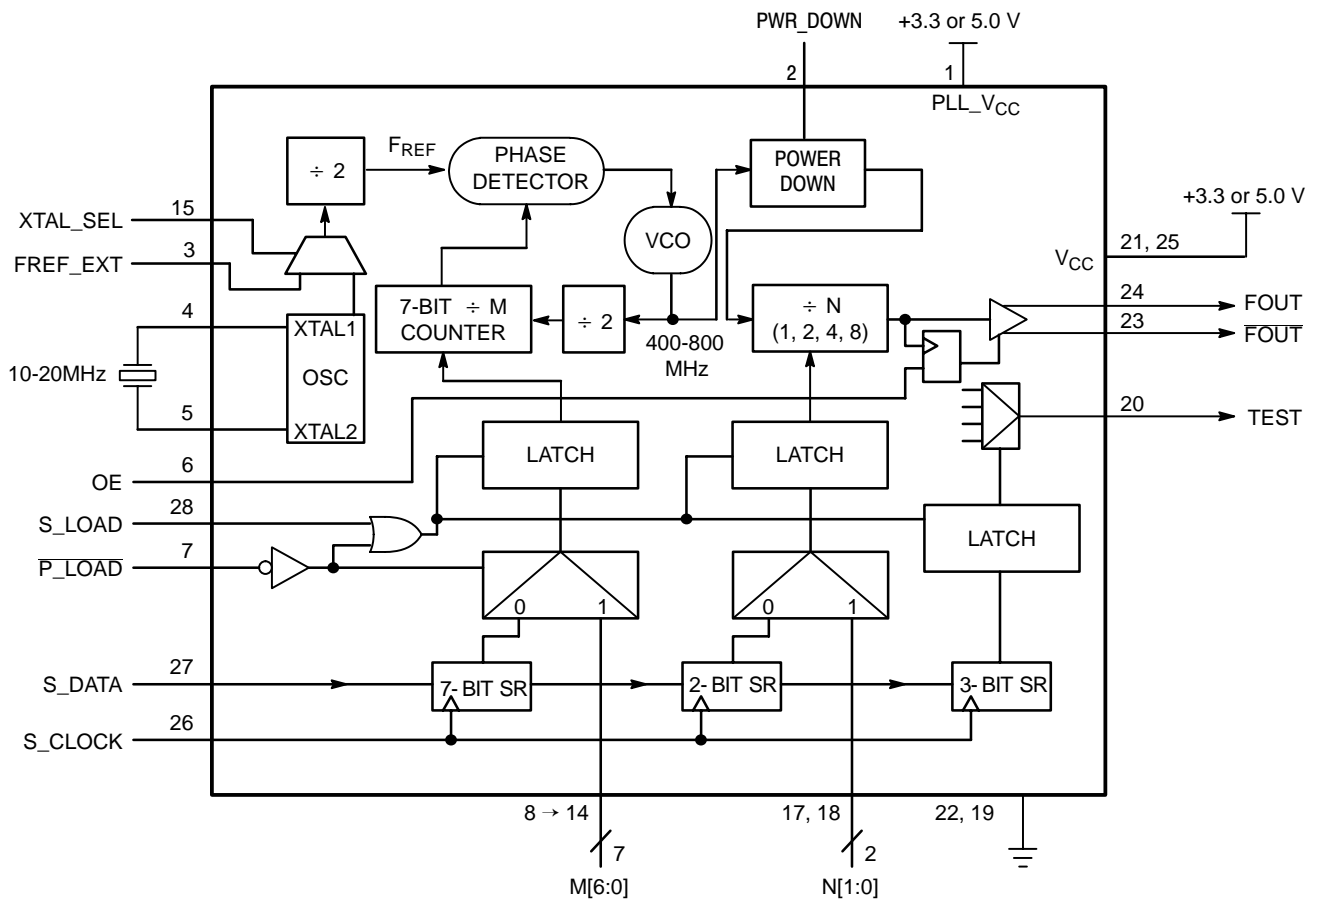 PWR_DOWN
+3.3 or 5.0 V
2
1
PLL_VCC
÷ 2
FREF
PHASE
DETECTOR
POWER
DOWN
+3.3 or 5.0 V
XTAL_SEL
15
VCO
21, 25
VCC
FREF_EXT
3
24
FOUT
4
XTAL1
7-BIT ÷ M
COUNTER
÷ 2
400-800
MHz
÷ N
(1, 2, 4, 8)
23
FOUT
10-20MHz
OSC
5
XTAL2
20
TEST
OE
6
LATCH
LATCH
S_LOAD
28
LATCH
P_LOAD
7
0
1
0
1
S_DATA
27
7- BIT SR
2- BIT SR
3- BIT SR
S_CLOCK
26
8 → 14
17, 18
22, 19
7
2
M[6:0]
N[1:0]